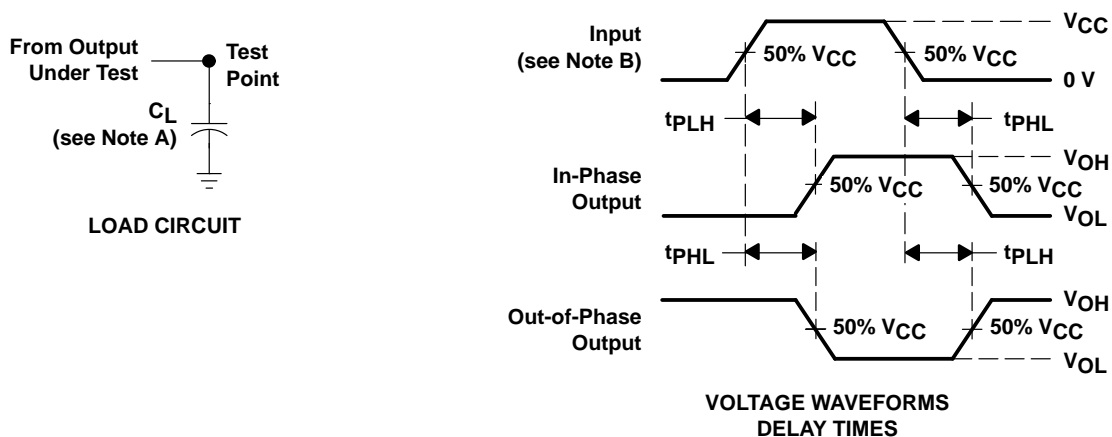 From Output
Under Test
Test
Point
CL
(see Note A)
LOAD CIRCUIT
Input
(see Note B)
50% VCC
50% VCC
VCC
0 V
tPLH
tPHL
In-Phase
Output
50% VCC
50% VCC
VOH
VOL
tPHL
tPLH
Out-of-Phase
Output
50% VCC
50% VCC
VOH
VOL
VOLTAGE WAVEFORMS
DELAY TIMES